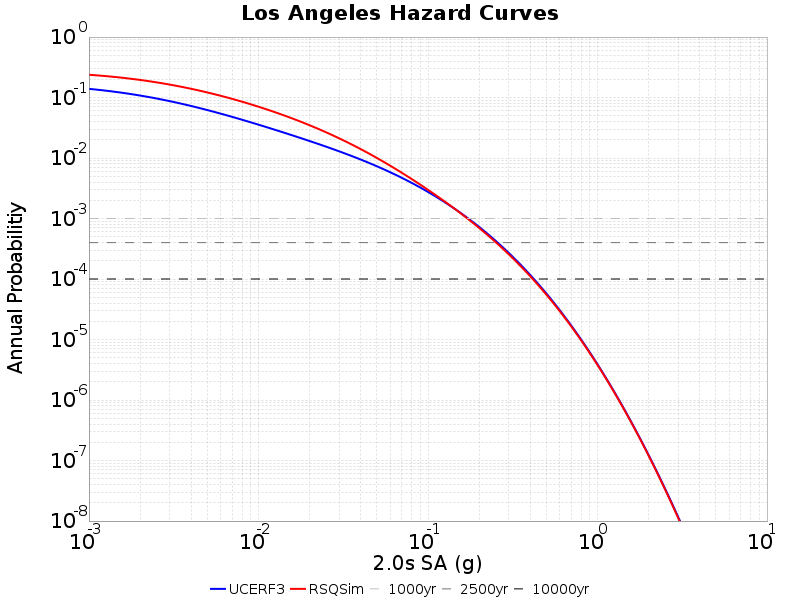 Los Angeles Hazard Curves
Annual Probabilitiy
10^0
10^-1
10^-2
10^-3
10^-4
10^-5
10^-6
10^-7
10^-8
10^-3 10^-2 10^-1 10^0 10^1
2.0s SA (g)
UCERF3 RSQSim 1000yr 2500yr 10000yr